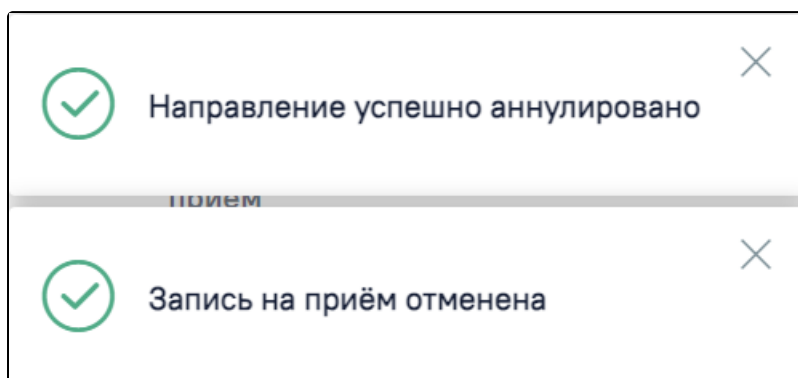 Направление успешно аннулировано
прием
Запись на приём отменена